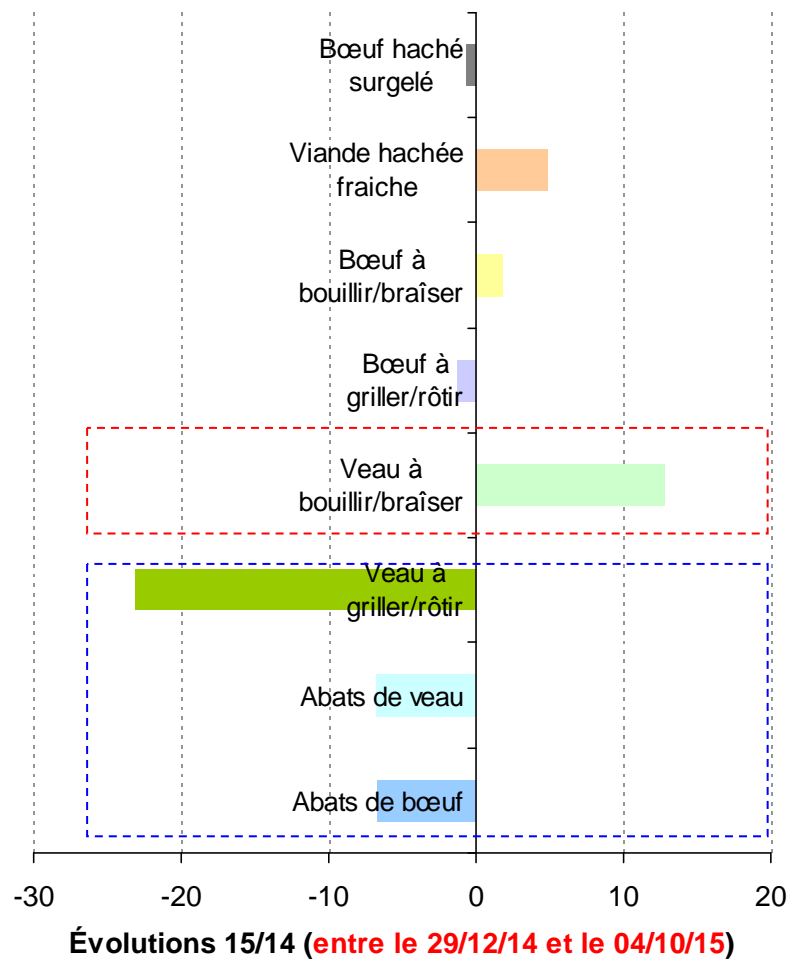 Bœuf haché
surgelé
Viande hachée
fraiche
Bœuf à
bouillir/braîser
Bœuf à
griller/rôtir
Veau à
bouillir/braîser
Veau à
griller/rôtir
Abats de veau
Abats de bœuf
-30 -20 -10 0 10 20
Évolutions 15/14 (entre le 29/12/14 et le 04/10/15)